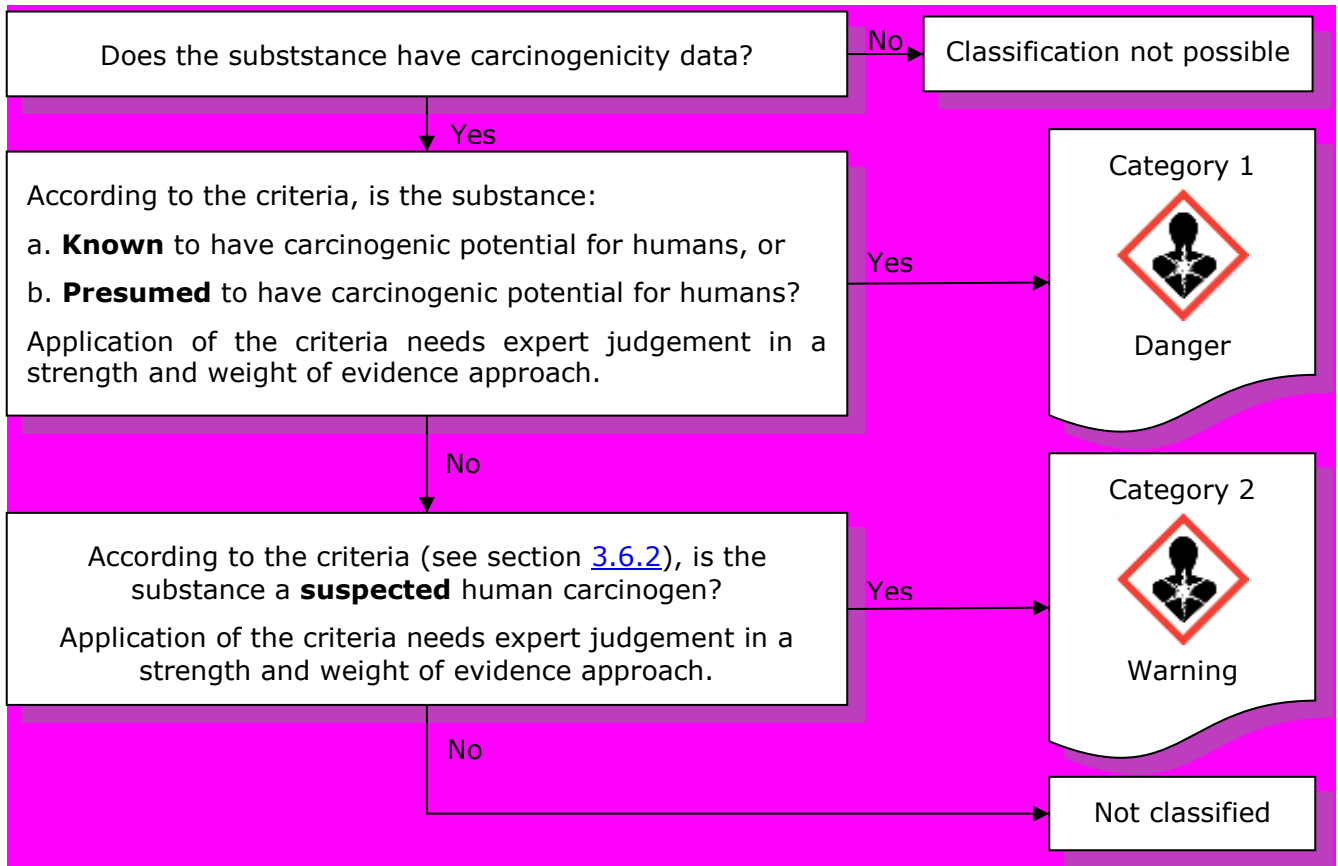 Does the subststance have carcinogenicity data?
No
Classification not possible
Yes
According to the criteria, is the substance:
a. Known to have carcinogenic potential for humans, or
b. Presumed to have carcinogenic potential for humans?
Application of the criteria needs expert judgement in a
strength and weight of evidence approach.
Yes
Category 1
Danger
No
According to the criteria (see section 3.6.2), is the
substance a suspected human carcinogen?
Application of the criteria needs expert judgement in a
strength and weight of evidence approach.
Yes
Category 2
Warning
No
Not classified